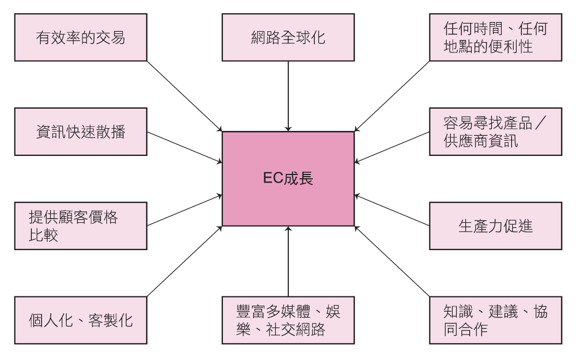 有效率的交易
網路全球化
任何時間、任何
地點的便利性
資訊快速散播
容易尋找產品／
供應商資訊
EC成長
提供顧客價格
比較
生產力促進
個人化、客製化
豐富多媒體、娛
樂、社交網路
知識、建議、協
同合作